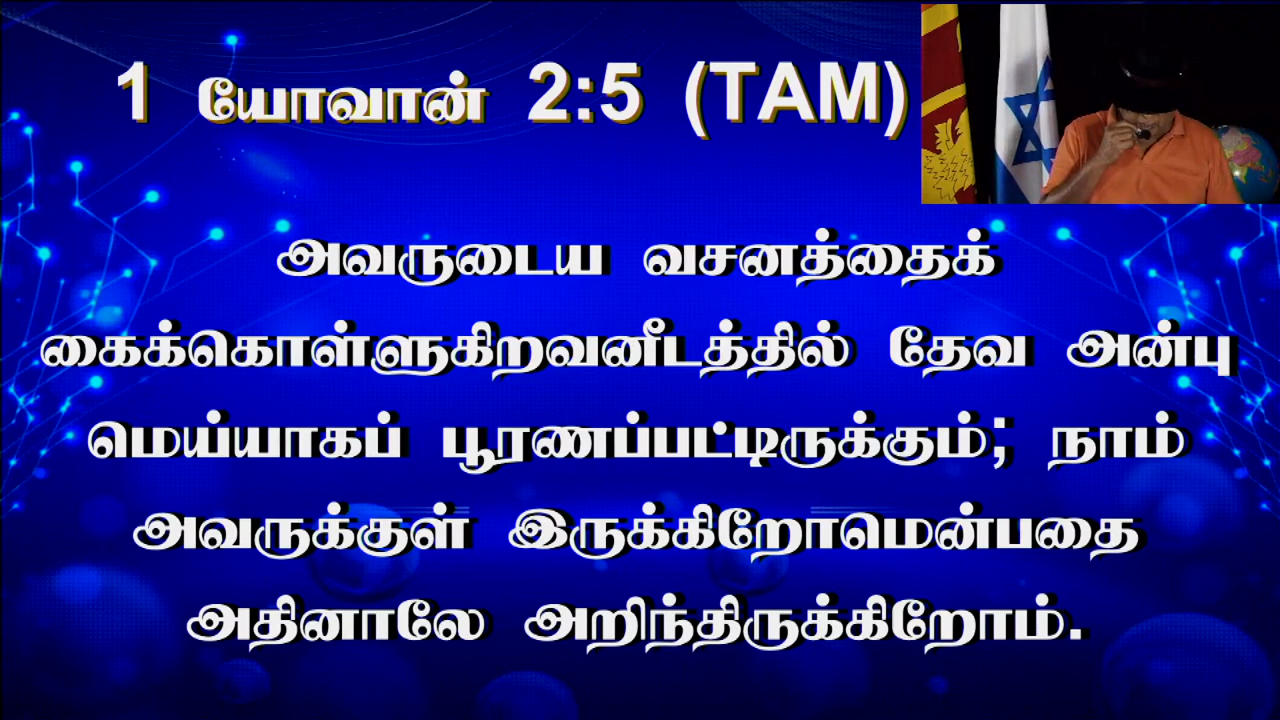 1 யோவான் 2:5 (TAM)
அவருடைய வசனத்தைக்
கைக்கொள்ளுகிறவனீடத்தில் தேவ அன்பு
மெய்யாகப் பூரணப்பட்டிருக்கும்; நாம்
அவருக்குள் இருக்கிறோமென்பதை
அதினாலே அறிந்திருக்கிறோம்.